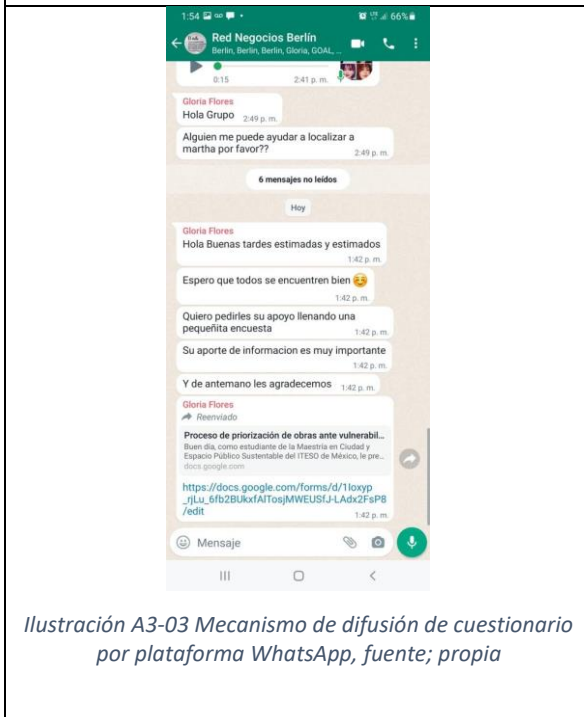 1:54
66%
Red Negocios Berlín
Berlin, Berlin, Berlin, Gloria, GOAL, ...
0:15 2:41 p. m.
Gloria Flores
Hola Grupo 2:49 p. m.
Alguien me puede ayudar a localizar a
martha por favor??
2:49 p. m.
6 mensajes no leídos
Hoy
Gloria Flores
Hola Buenas tardes estimadas y estimados
1:42 p. m.
Espero que todos se encuentren bien
1:42 p. m.
Quiero pedirles su apoyo llenando una
pequeñita encuesta
1:42 p. m.
Su aporte de informacion es muy importante
1:42 p. m.
Y de antemano les agradecemos 1:42 p. m.
Gloria Flores
Reenviado
Proceso de priorización de obras ante vulnerabil...
Buen día, como estudiante de la Maestría en Ciudad y
Espacio Público Sustentable del ITESO de México, le pre...
docs.google.com
https://docs.google.com/forms/d/1Ioxyp
_rjLu_6fb2BUkxfAlTosjMWEUSfJ-LAdx2FsP8
/edit
1:42 p. m.
Mensaje
Ilustración A3-03 Mecanismo de difusión de cuestionario
por plataforma WhatsApp, fuente; propia